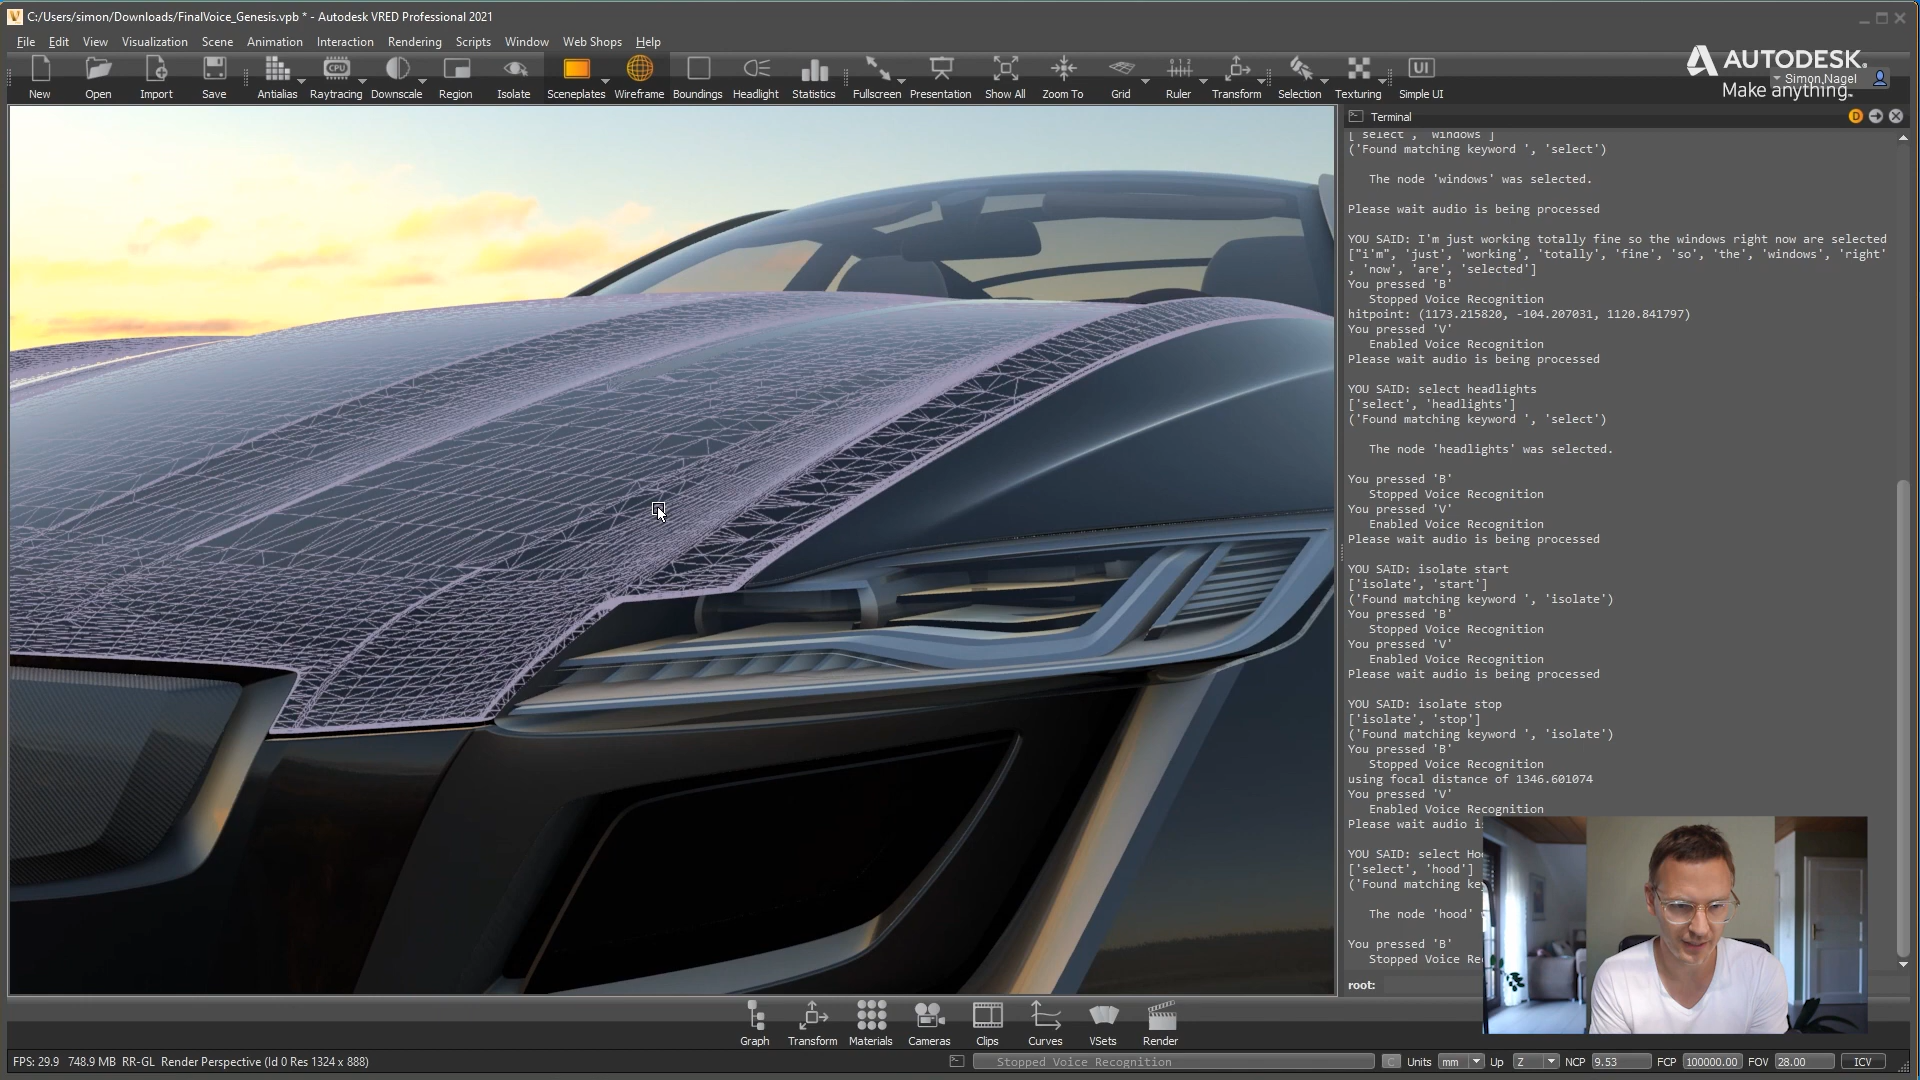 C:/Users/simon/Downloads/FinalVoice_Genesis.vpb * - Autodesk VRED Professional 2021
File Edit View Visualization Scene Animation Interaction Rendering Scripts Window Web Shops Help
New Open Import Save Antialias Raytracing Downscale Region Isolate Sceneplates Wireframe Boundings Headlight Statistics Fullscreen Presentation Show All Zoom To Grid Ruler Transform Selection Texturing Simple UI
CPU
UI
AUTODESK.
Simon.Nagel
Make anything.
Terminal
D
['select', 'windows']
('Found matching keyword ', 'select')
The node 'windows' was selected.
Please wait audio is being processed
YOU SAID: I'm just working totally fine so the windows right now are selected
["i'm", 'just', 'working', 'totally', 'fine', 'so', 'the', 'windows', 'right'
, 'now', 'are', 'selected']
You pressed 'B'
Stopped Voice Recognition
hitpoint: (1173.215820, -104.207031, 1120.841797)
You pressed 'V'
Enabled Voice Recognition
Please wait audio is being processed
YOU SAID: select headlights
['select', 'headlights']
('Found matching keyword ', 'select')
The node 'headlights' was selected.
You pressed 'B'
Stopped Voice Recognition
You pressed 'V'
Enabled Voice Recognition
Please wait audio is being processed
YOU SAID: isolate start
['isolate', 'start']
('Found matching keyword ', 'isolate')
You pressed 'B'
Stopped Voice Recognition
You pressed 'V'
Enabled Voice Recognition
Please wait audio is being processed
YOU SAID: isolate stop
['isolate', 'stop']
('Found matching keyword ', 'isolate')
You pressed 'B'
Stopped Voice Recognition
using focal distance of 1346.601074
You pressed 'V'
Enabled Voice Recognition
Please wait audio i
YOU SAID: select Ho
['select', 'hood']
('Found matching ke
The node 'hood'
You pressed 'B'
Stopped Voice Re
root:
Graph Transform Materials Cameras Clips Curves VSets Render
FPS: 29.9 748.9 MB RR-GL Render Perspective (Id 0 Res 1324 x 888)
Stopped Voice Recognition
C Units mm Up Z NCP 9.53 FCP 100000.00 FOV 28.00 ICV